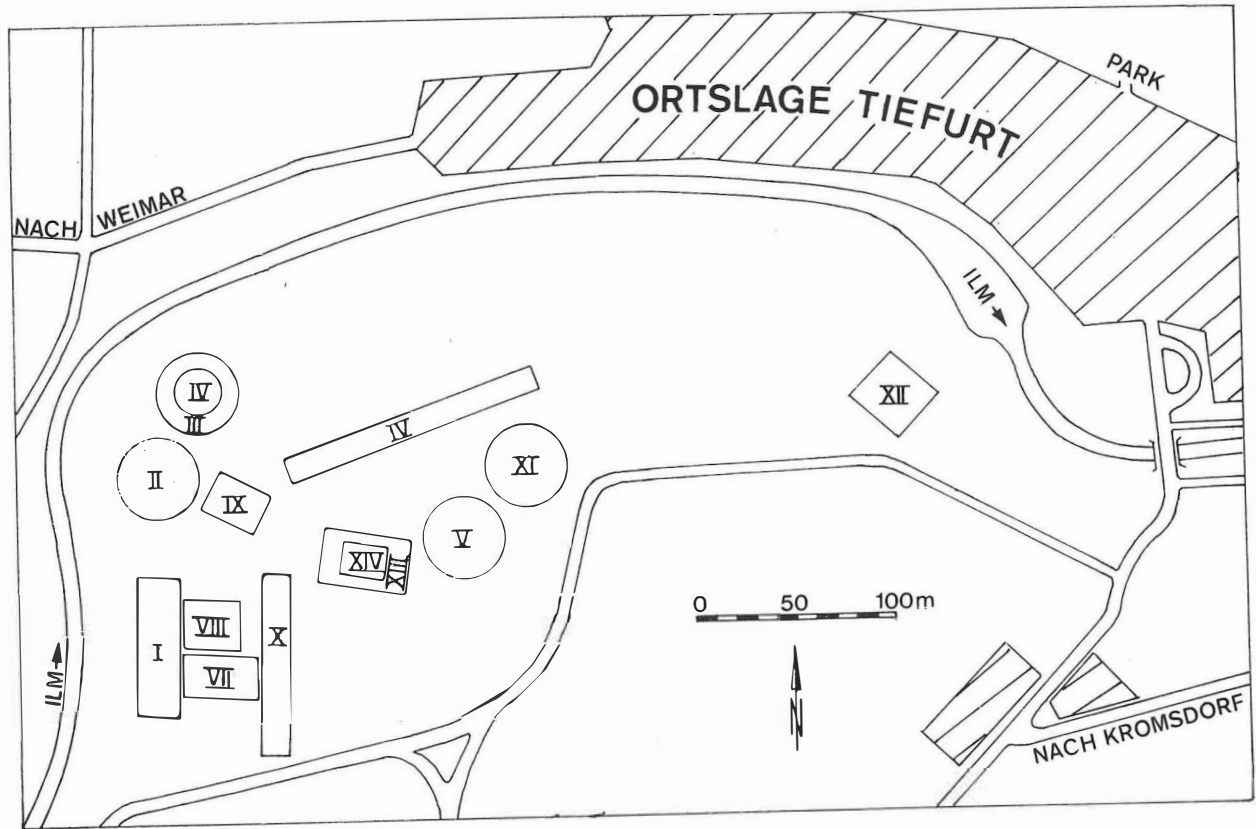 PARK
ORTSLAGE TIEFURT
NACH WEIMAR
ILM
IV
III
IV
XII
II
IX
XI
V
XIV
XIII
0 50 100m
VIII
I
X
VII
ILM
N
NACH KROMSDORF